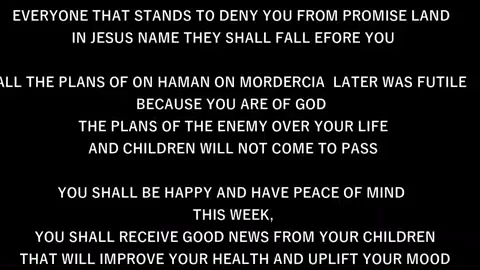 EVERYONE THAT STANDS TO DENY YOU FROM PROMISE LAND
IN JESUS NAME THEY SHALL FALL EFORE YOU
ALL THE PLANS OF ON HAMAN ON MORDERCIA LATER WAS FUTILE
BECAUSE YOU ARE OF GOD
THE PLANS OF THE ENEMY OVER YOUR LIFE
AND CHILDREN WILL NOT COME TO PASS
YOU SHALL BE HAPPY AND HAVE PEACE OF MIND
THIS WEEK,
YOU SHALL RECEIVE GOOD NEWS FROM YOUR CHILDREN
THAT WILL IMPROVE YOUR HEALTH AND UPLIFT YOUR MOOD